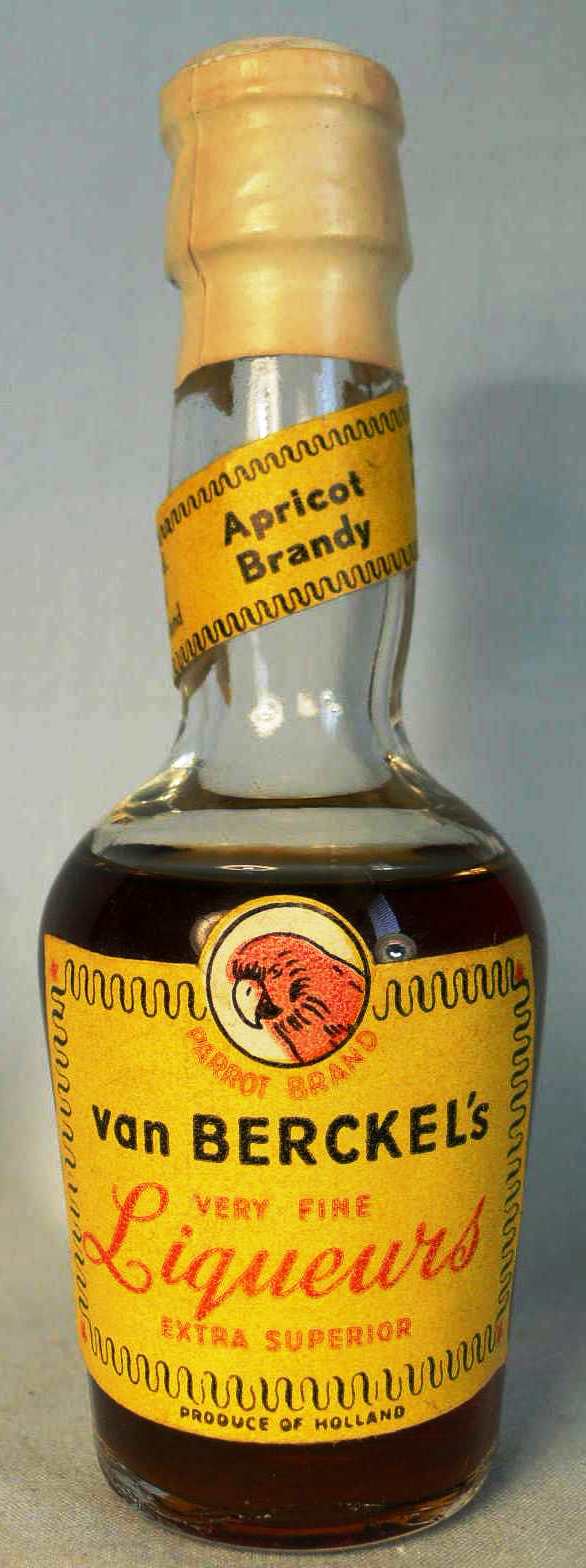 Apricot
Brandy
PARROT BRAND
van BERCKEL's
VERY FINE
Liqueurs
EXTRA SUPERIOR
PRODUCE OF HOLLAND